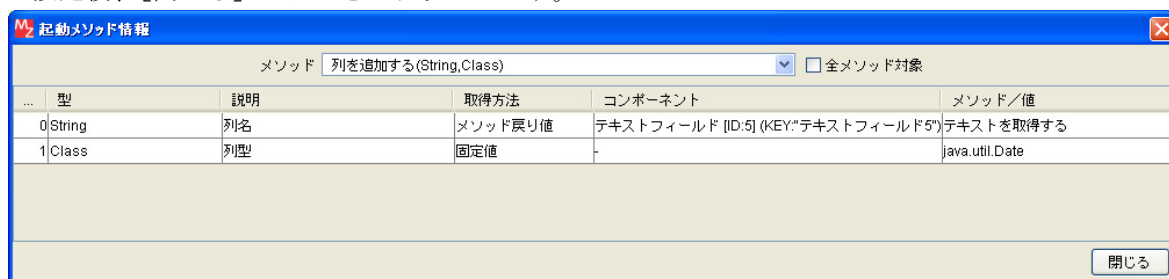 起動メソッド情報
メソッド 列を追加する(String,Class) 全メソッド対象
... 型 説明 取得方法 コンポーネント メソッド／値
0 String 列名 メソッド戻り値 テキストフィールド [ID:5] (KEY:"テキストフィールド5") テキストを取得する
1 Class 列型 固定値 - java.util.Date
閉じる